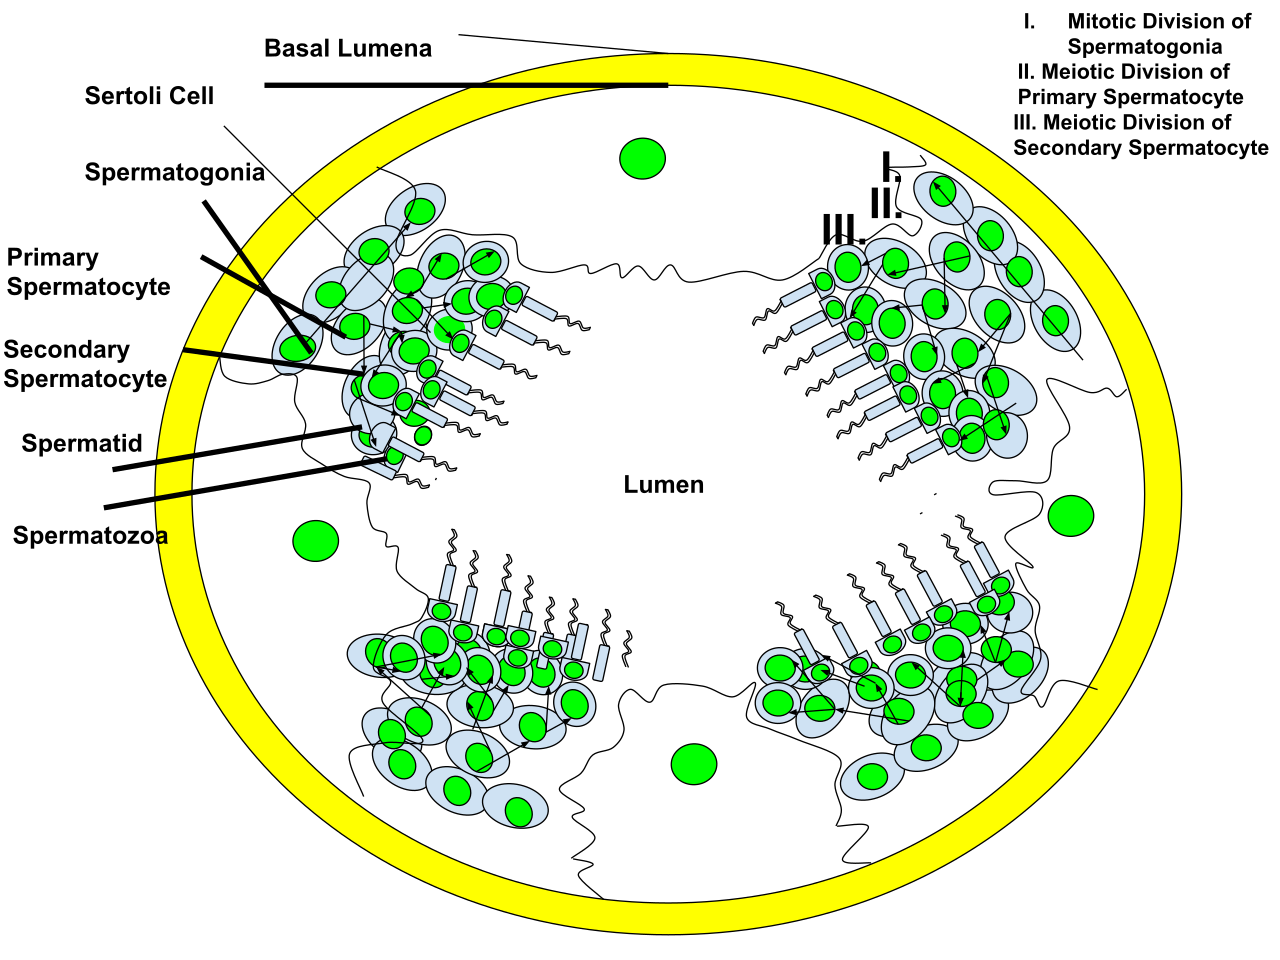 Basal Lumena
Sertoli Cell
Spermatogonia
Primary
Spermatocyte
Secondary
Spermatocyte
Spermatid
Spermatozoa
Lumen
I.
II.
III.
I. Mitotic Division of
Spermatogonia
II. Meiotic Division of
Primary Spermatocyte
III. Meiotic Division of
Secondary Spermatocyte